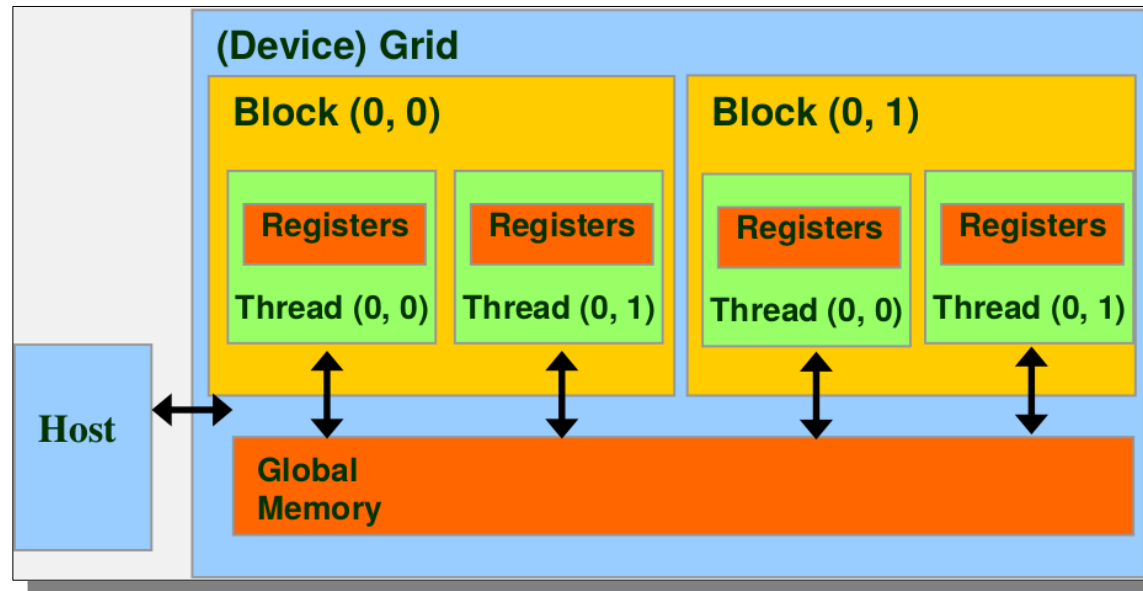 (Device) Grid
Block (0, 0)
Block (0, 1)
Registers
Registers
Registers
Registers
Thread (0, 0)
Thread (0, 1)
Thread (0, 0)
Thread (0, 1)
Host
Global
Memory